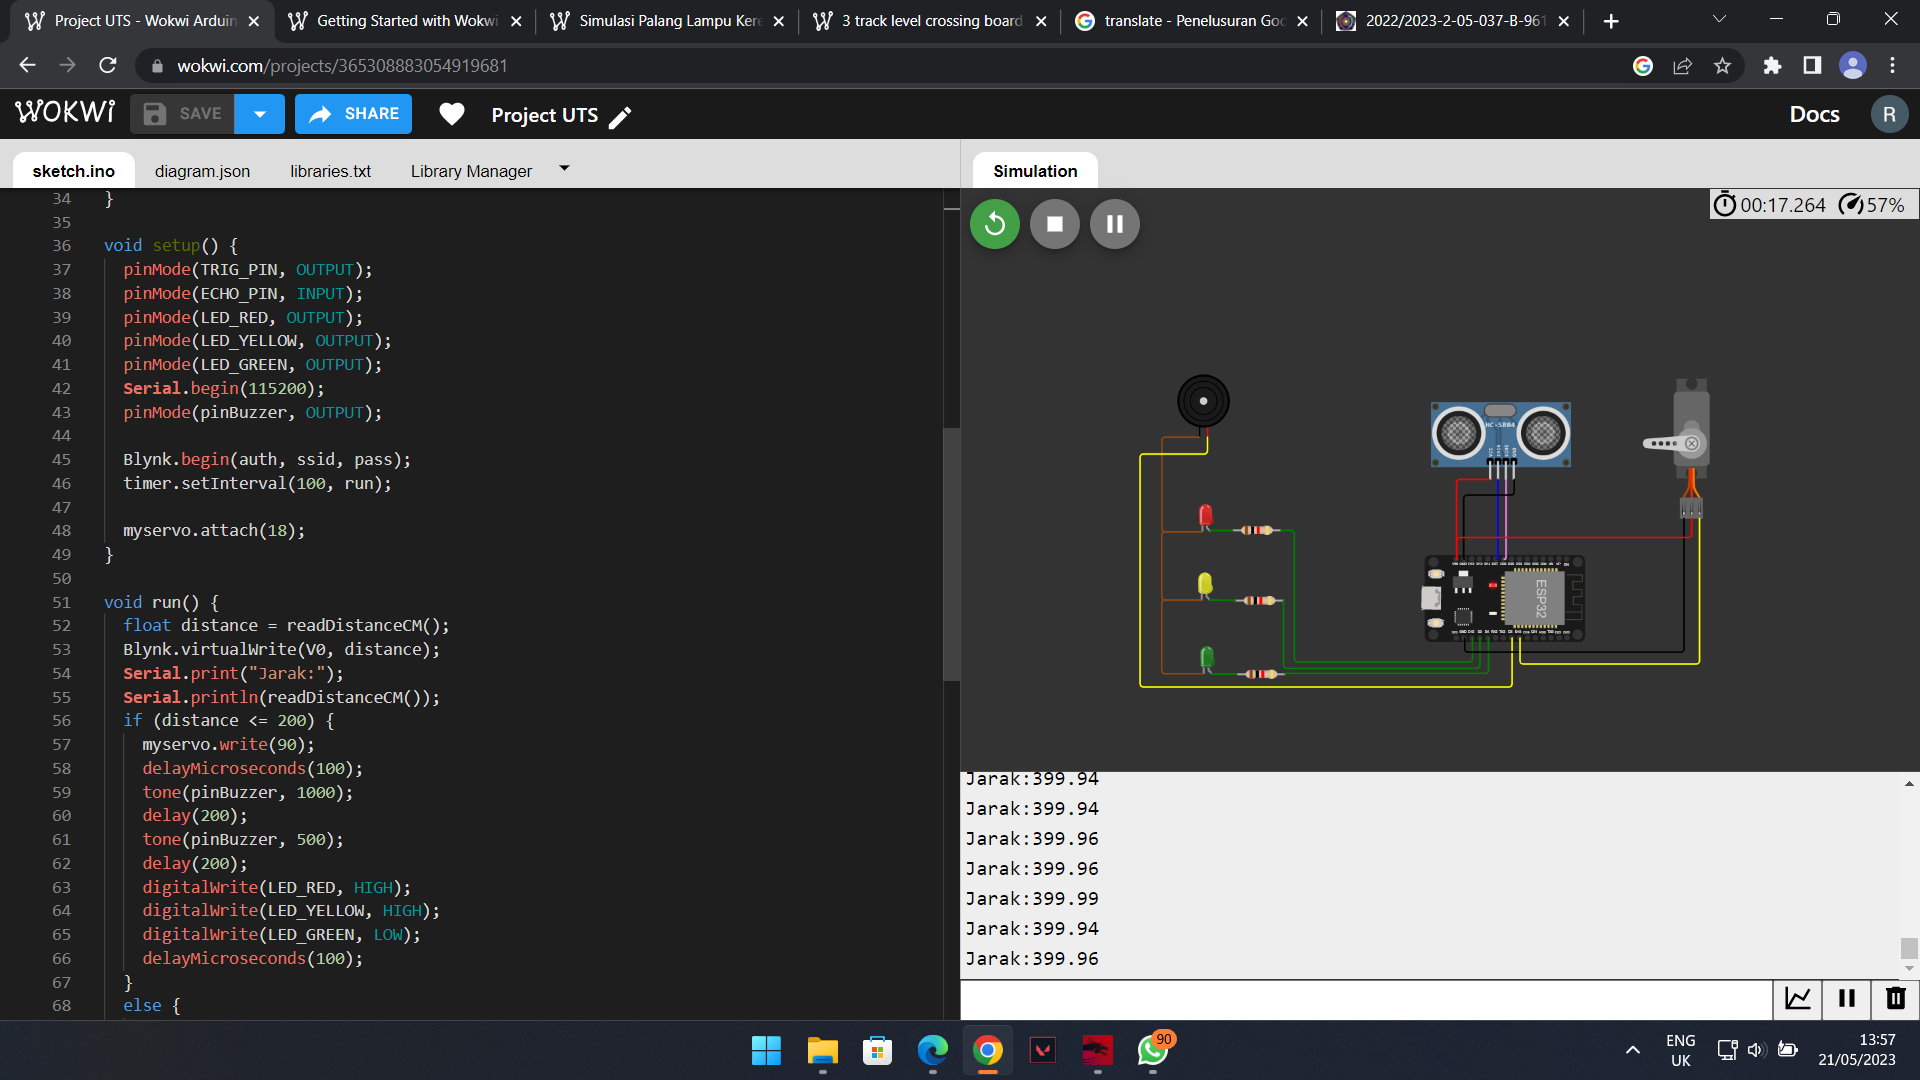 Project UTS - Wokwi Arduin
Getting Started with Wokwi
Simulasi Palang Lampu Kere
3 track level crossing board
translate - Penelusuran Goo
2022/2023-2-05-037-B-961
wokwi.com/projects/365308883054919681
WOKWI
SAVE
SHARE
Project UTS
Docs
R
sketch.ino
diagram.json
libraries.txt
Library Manager
Simulation
34 }
35
36 void setup() {
37 pinMode(TRIG_PIN, OUTPUT);
38 pinMode(ECHO_PIN, INPUT);
39 pinMode(LED_RED, OUTPUT);
40 pinMode(LED_YELLOW, OUTPUT);
41 pinMode(LED_GREEN, OUTPUT);
42 Serial.begin(115200);
43 pinMode(pinBuzzer, OUTPUT);
44
45 Blynk.begin(auth, ssid, pass);
46 timer.setInterval(100, run);
47
48 myservo.attach(18);
49 }
50
51 void run() {
52 float distance = readDistanceCM();
53 Blynk.virtualWrite(V0, distance);
54 Serial.print("Jarak:");
55 Serial.println(readDistanceCM());
56 if (distance <= 200) {
57 myservo.write(90);
58 delayMicroseconds(100);
59 tone(pinBuzzer, 1000);
60 delay(200);
61 tone(pinBuzzer, 500);
62 delay(200);
63 digitalWrite(LED_RED, HIGH);
64 digitalWrite(LED_YELLOW, HIGH);
65 digitalWrite(LED_GREEN, LOW);
66 delayMicroseconds(100);
67 }
68 else {
00:17.264 57%
HC-SR04
ESP32
Jarak:399.94
Jarak:399.94
Jarak:399.96
Jarak:399.96
Jarak:399.99
Jarak:399.94
Jarak:399.96
90
ENG
UK
13:57
21/05/2023